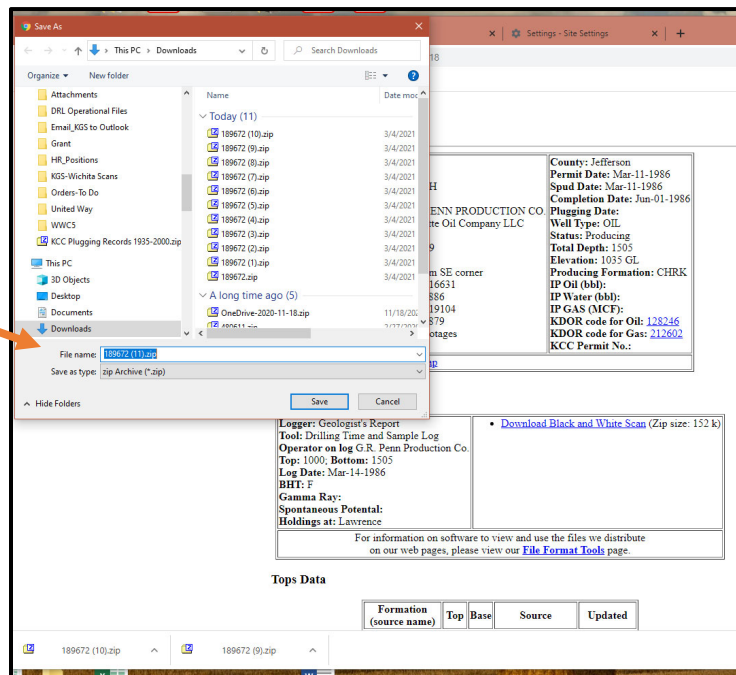 Save As
Settings - Site Settings
This PC > Downloads
Search Downloads
18
Organize
New folder
Attachments
DRL Operational Files
Email_KGS to Outlook
Grant
HR_Positions
KGS-Wichita Scans
Orders-To Do
United Way
WWC5
KCC Plugging Records 1935-2000.zip
This PC
3D Objects
Desktop
Documents
Downloads
Name
Date mod
Today (11)
189672 (10).zip 3/4/2021
189672 (9).zip 3/4/2021
189672 (8).zip 3/4/2021
189672 (7).zip 3/4/2021
189672 (6).zip 3/4/2021
189672 (5).zip 3/4/2021
189672 (4).zip 3/4/2021
189672 (3).zip 3/4/2021
189672 (2).zip 3/4/2021
189672 (1).zip 3/4/2021
189672.zip 3/4/2021
A long time ago (5)
OneDrive-2020-11-18.zip 11/18/202
File name: 189672 (11).zip
Save as type: zip Archive (*.zip)
Hide Folders
Save
Cancel
H
PENN PRODUCTION CO.
tte Oil Company LLC
9
m SE corner
16631
886
19104
879
otages
County: Jefferson
Permit Date: Mar-11-1986
Spud Date: Mar-11-1986
Completion Date: Jun-01-1986
Plugging Date:
Well Type: OIL
Status: Producing
Total Depth: 1505
Elevation: 1035 GL
Producing Formation: CHRK
IP Oil (bbl):
IP Water (bbl):
IP GAS (MCF):
KDOR code for Oil: 128246
KDOR code for Gas: 212602
KCC Permit No.:
Logger: Geologist's Report
Tool: Drilling Time and Sample Log
Operator on log G.R. Penn Production Co.
Top: 1000; Bottom: 1505
Log Date: Mar-14-1986
BHT: F
Gamma Ray:
Spontaneous Potental:
Holdings at: Lawrence
Download Black and White Scan (Zip size: 152 k)
For information on software to view and use the files we distribute
on our web pages, please view our File Format Tools page.
Tops Data
Formation
(source name) Top Base Source Updated
189672 (10).zip
189672 (9).zip